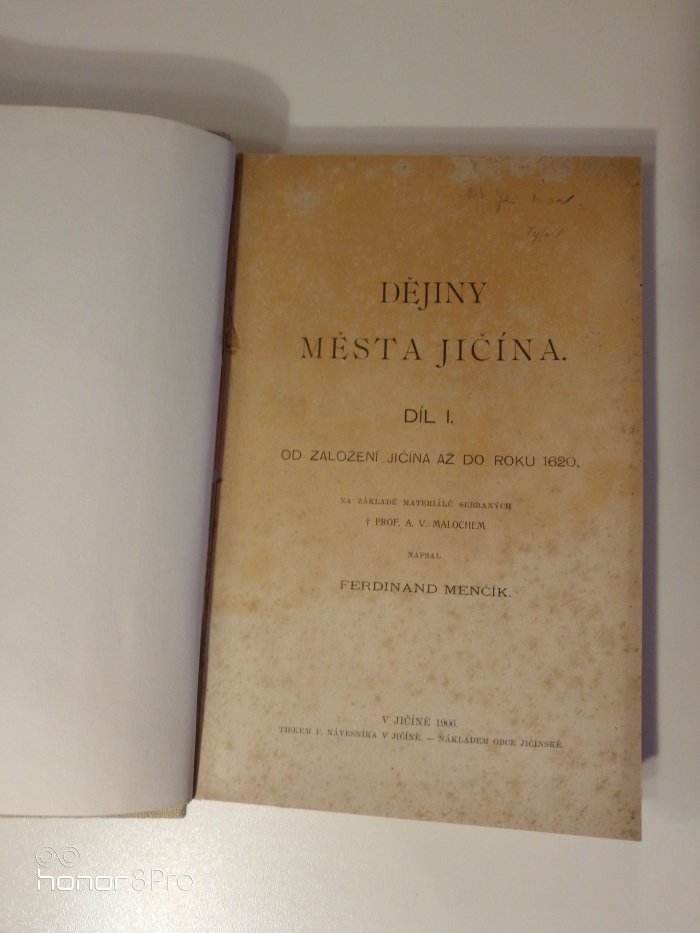 DĚJINY
MĚSTA JIČÍNA.
DÍL I.
OD ZALOŽENÍ JIČÍNA AŽ DO ROKU 1620.
NA ZÁKLADĚ MATERIÁLŮ SEBRANÝCH
† PROF. A. V. MALOCHEM
NAPSAL
FERDINAND MENČÍK.
V JIČÍNĚ 1906.
TISKEM F. NÁVESNÍKA V JIČÍNĚ. — NÁKLADEM OBCE JIČÍNSKÉ.
honor8Pro